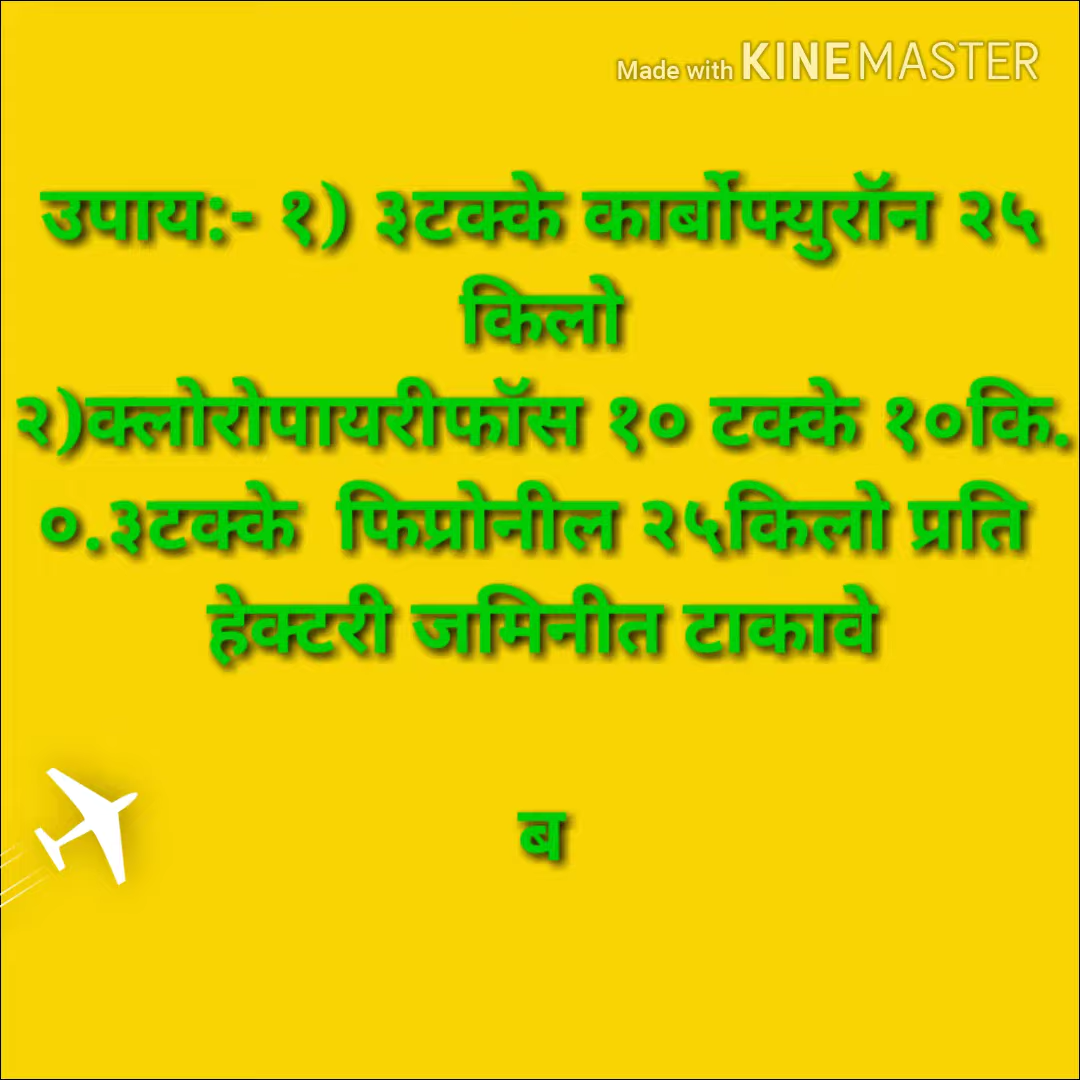 Made with KINEMASTER
उपाय:- १) ३टक्के कार्बोफ्युरॉन २५
किलो
२)क्लोरोपायरीफॉस १० टक्के १०कि.
०.३टक्के फिप्रोनील २५किलो प्रति
हेक्टरी जमिनीत टाकावे
ब